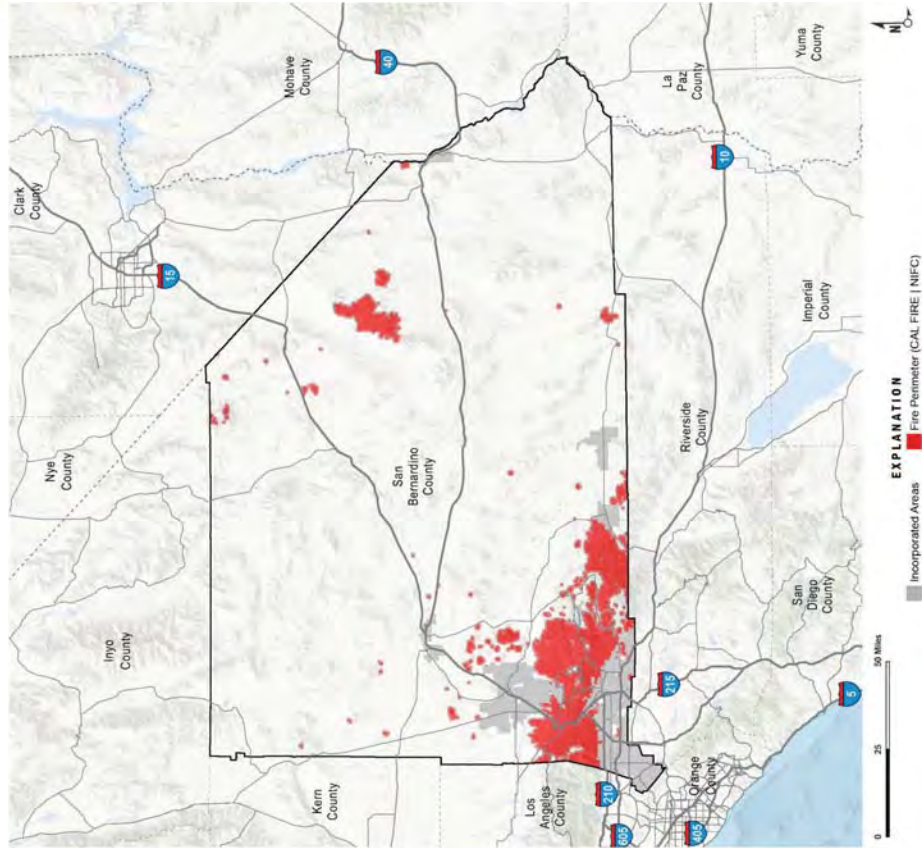 Clark
County
Mohave
County
Nye
County
Inyo
County
Kern
County
San
Bernardino
County
La
Paz
County
Yuma
County
Riverside
County
Imperial
County
Los
Angeles
County
Orange
County
San
Diego
County
15
40
10
210
605
405
215
5
N
0 25 50 Miles
EXPLANATION
Incorporated Areas Fire Perimeter (CAL FIRE | NIFC)